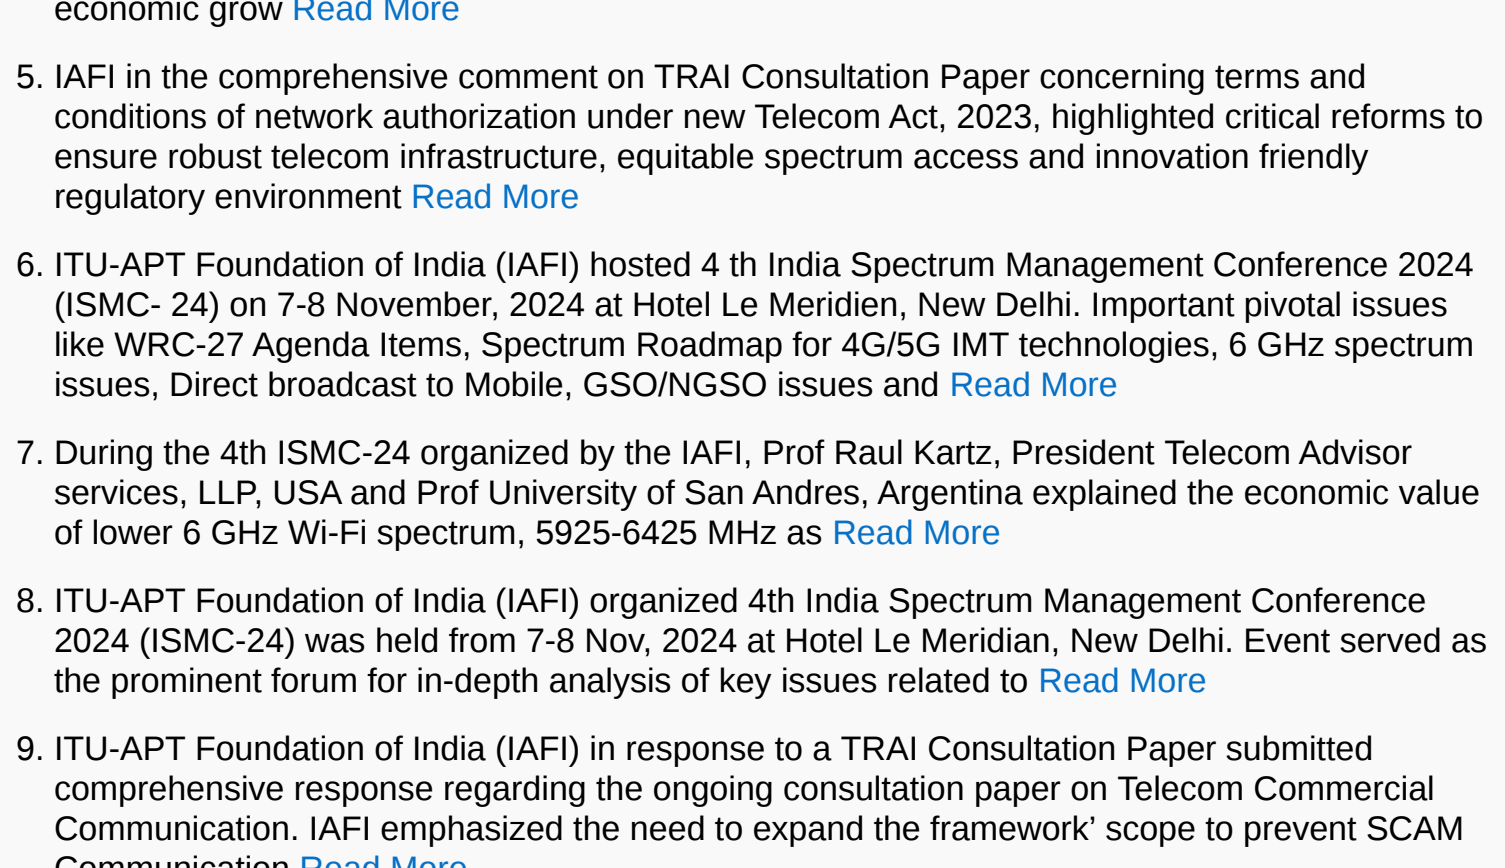 economic grow Read More
5. IAFI in the comprehensive comment on TRAI Consultation Paper concerning terms and
conditions of network authorization under new Telecom Act, 2023, highlighted critical reforms to
ensure robust telecom infrastructure, equitable spectrum access and innovation friendly
regulatory environment Read More
6. ITU-APT Foundation of India (IAFI) hosted 4 th India Spectrum Management Conference 2024
(ISMC- 24) on 7-8 November, 2024 at Hotel Le Meridien, New Delhi. Important pivotal issues
like WRC-27 Agenda Items, Spectrum Roadmap for 4G/5G IMT technologies, 6 GHz spectrum
issues, Direct broadcast to Mobile, GSO/NGSO issues and Read More
7. During the 4th ISMC-24 organized by the IAFI, Prof Raul Kartz, President Telecom Advisor
services, LLP, USA and Prof University of San Andres, Argentina explained the economic value
of lower 6 GHz Wi-Fi spectrum, 5925-6425 MHz as Read More
8. ITU-APT Foundation of India (IAFI) organized 4th India Spectrum Management Conference
2024 (ISMC-24) was held from 7-8 Nov, 2024 at Hotel Le Meridian, New Delhi. Event served as
the prominent forum for in-depth analysis of key issues related to Read More
9. ITU-APT Foundation of India (IAFI) in response to a TRAI Consultation Paper submitted
comprehensive response regarding the ongoing consultation paper on Telecom Commercial
Communication. IAFI emphasized the need to expand the framework’ scope to prevent SCAM
Communication Read More